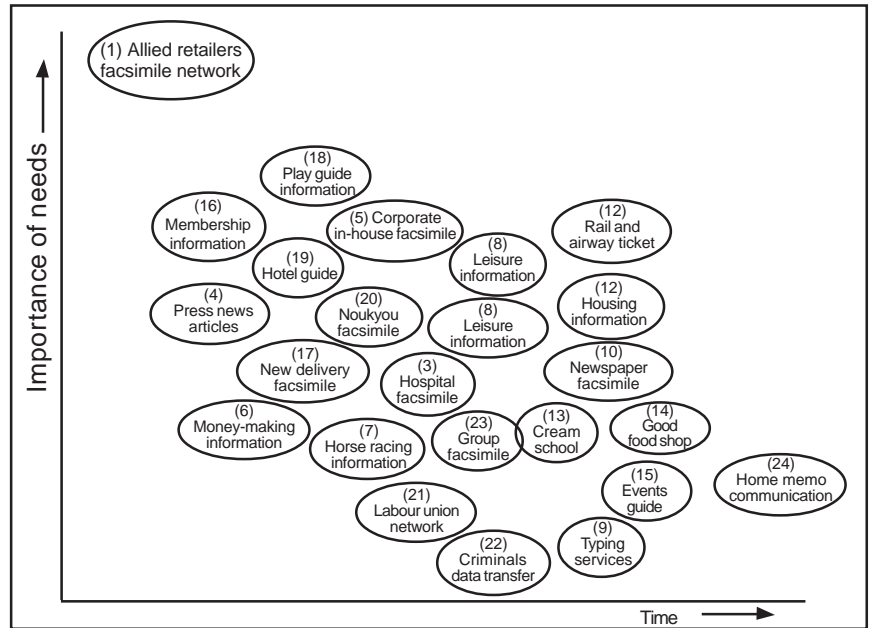 (1) Allied retailers
facsimile network
Importance of needs
(18)
Play guide
information
(16)
Membership
information
(5) Corporate
in-house facsimile
(12)
Rail and
airway ticket
(8)
Leisure
information
(19)
Hotel guide
(4)
Press news
articles
(20)
Noukyou
facsimile
(8)
Leisure
information
(12)
Housing
information
(17)
New delivery
facsimile
(3)
Hospital
facsimile
(10)
Newspaper
facsimile
(6)
Money-making
information
(7)
Horse racing
information
(23)
Group
facsimile
(13)
Cream
school
(14)
Good
food shop
(15)
Events
guide
(24)
Home memo
communication
(21)
Labour union
network
(22)
Criminals
data transfer
(9)
Typing
services
Time